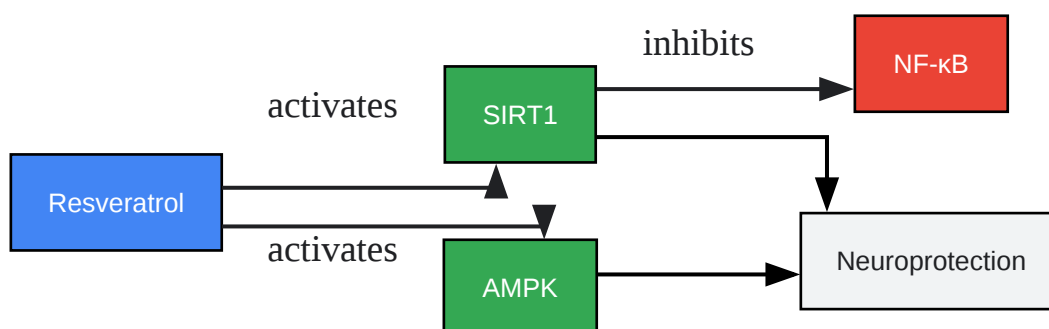 inhibits
NF-κB
activates
SIRT1
Resveratrol
activates
Neuroprotection
AMPK